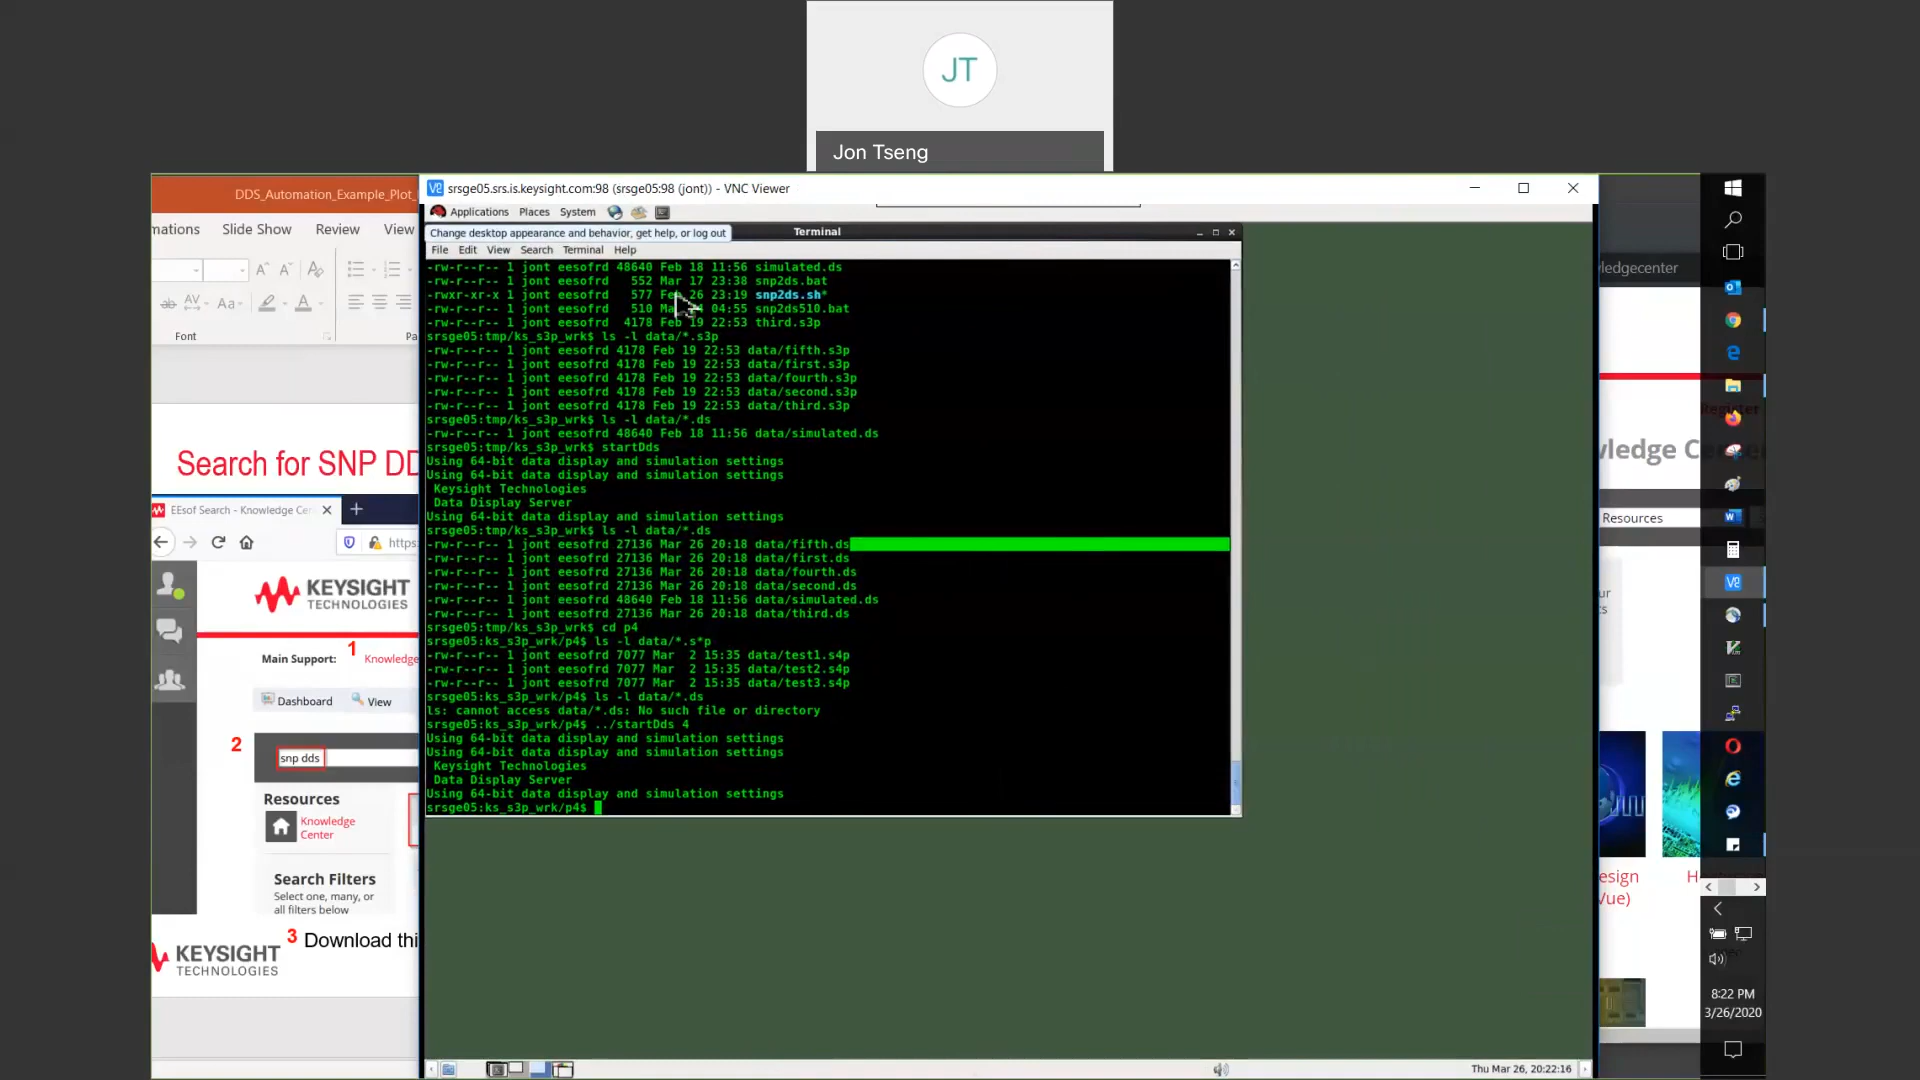 JT
Jon Tseng
DDS_Automation_Example_Plot_
mations Slide Show Review View
Font
Search for SNP DD
EEsof Search - Knowledge Cen
https:
KEYSIGHT
TECHNOLOGIES
Main Support: 1 Knowledge
Dashboard View
2
snp dds
Resources
Knowledge
Center
Search Filters
Select one, many, or
all filters below
3 Download thi
KEYSIGHT
TECHNOLOGIES
srsge05.srs.is.keysight.com:98 (srsge05:98 (jont)) - VNC Viewer
Applications Places System
Change desktop appearance and behavior, get help, or log out
Terminal
File Edit View Search Terminal Help
-rw-r--r-- 1 jont eesofrd 48640 Feb 18 11:56 simulated.ds
-rw-r--r-- 1 jont eesofrd 552 Mar 17 23:38 snp2ds.bat
-rwxr-xr-x 1 jont eesofrd 577 Feb 26 23:19 snp2ds.sh*
-rw-r--r-- 1 jont eesofrd 510 04:55 snp2ds510.bat
-rw-r--r-- 1 jont eesofrd 4178 Feb 19 22:53 third.s3p
srsge05:tmp/ks_s3p_wrk$ ls -l data/*.s3p
-rw-r--r-- 1 jont eesofrd 4178 Feb 19 22:53 data/fifth.s3p
-rw-r--r-- 1 jont eesofrd 4178 Feb 19 22:53 data/first.s3p
-rw-r--r-- 1 jont eesofrd 4178 Feb 19 22:53 data/fourth.s3p
-rw-r--r-- 1 jont eesofrd 4178 Feb 19 22:53 data/second.s3p
-rw-r--r-- 1 jont eesofrd 4178 Feb 19 22:53 data/third.s3p
srsge05:tmp/ks_s3p_wrk$ ls -l data/*.ds
-rw-r--r-- 1 jont eesofrd 48640 Feb 18 11:56 data/simulated.ds
srsge05:tmp/ks_s3p_wrk$ startDds
Using 64-bit data display and simulation settings
Using 64-bit data display and simulation settings
Keysight Technologies
Data Display Server
Using 64-bit data display and simulation settings
srsge05:tmp/ks_s3p_wrk$ ls -l data/*.ds
-rw-r--r-- 1 jont eesofrd 27136 Mar 26 20:18 data/fifth.ds
-rw-r--r-- 1 jont eesofrd 27136 Mar 26 20:18 data/first.ds
-rw-r--r-- 1 jont eesofrd 27136 Mar 26 20:18 data/fourth.ds
-rw-r--r-- 1 jont eesofrd 27136 Mar 26 20:18 data/second.ds
-rw-r--r-- 1 jont eesofrd 48640 Feb 18 11:56 data/simulated.ds
-rw-r--r-- 1 jont eesofrd 27136 Mar 26 20:18 data/third.ds
srsge05:tmp/ks_s3p_wrk$ cd p4
srsge05:ks_s3p_wrk/p4$ ls -l data/*.s*p
-rw-r--r-- 1 jont eesofrd 7077 Mar 2 15:35 data/test1.s4p
-rw-r--r-- 1 jont eesofrd 7077 Mar 2 15:35 data/test2.s4p
-rw-r--r-- 1 jont eesofrd 7077 Mar 2 15:35 data/test3.s4p
srsge05:ks_s3p_wrk/p4$ ls -l data/*.ds
ls: cannot access data/*.ds: No such file or directory
srsge05:ks_s3p_wrk/p4$ ../startDds 4
Using 64-bit data display and simulation settings
Using 64-bit data display and simulation settings
Keysight Technologies
Data Display Server
Using 64-bit data display and simulation settings
srsge05:ks_s3p_wrk/p4$
Thu Mar 26, 20:22:16
wledgecenter
Register
wledge Ce
Resources
esign
Vue)
8:22 PM
3/26/2020